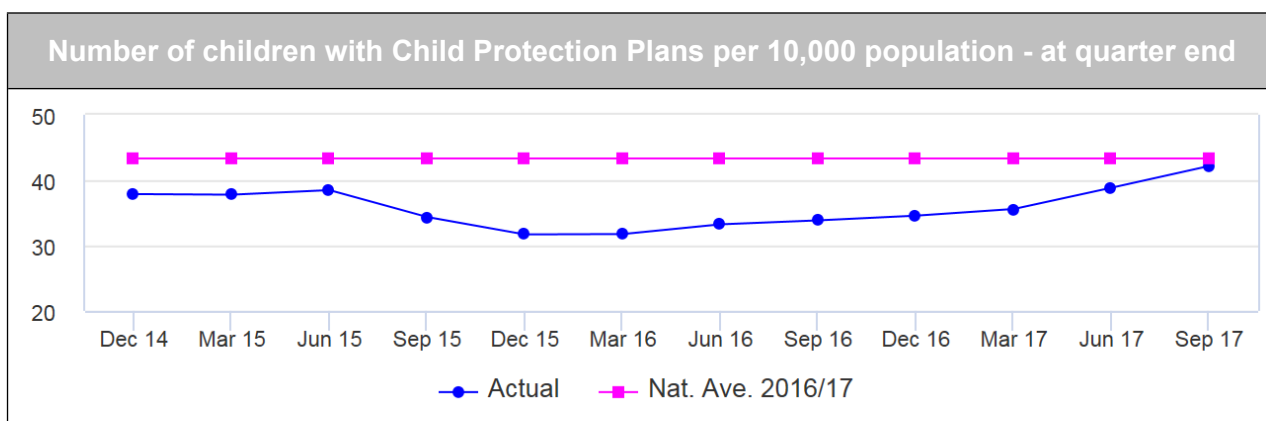 Number of children with Child Protection Plans per 10,000 population - at quarter end
50
40
30
20
Dec 14 Mar 15 Jun 15 Sep 15 Dec 15 Mar 16 Jun 16 Sep 16 Dec 16 Mar 17 Jun 17 Sep 17
Actual Nat. Ave. 2016/17